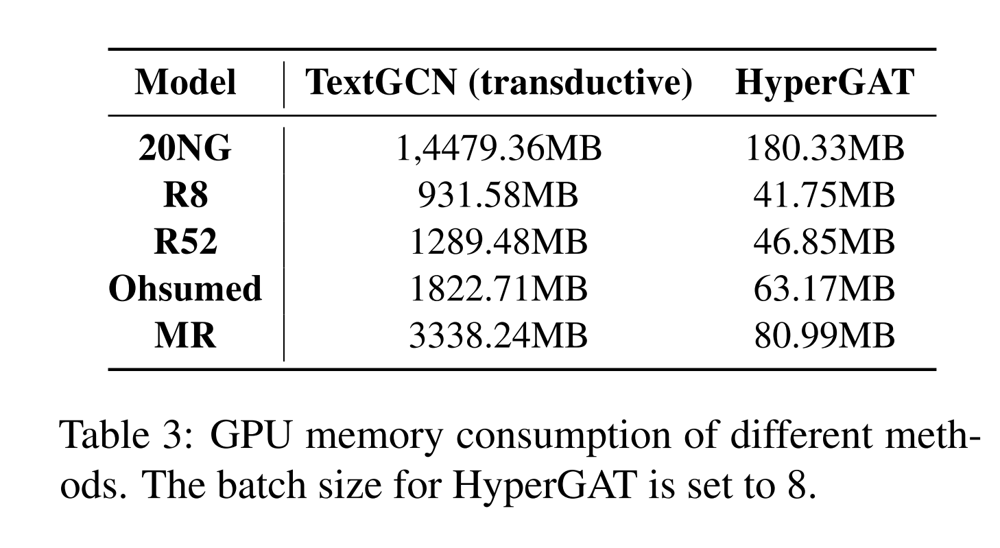 Model TextGCN (transductive) HyperGAT
20NG 1,4479.36MB 180.33MB
R8 931.58MB 41.75MB
R52 1289.48MB 46.85MB
Ohsumed 1822.71MB 63.17MB
MR 3338.24MB 80.99MB
Table 3: GPU memory consumption of different meth-
ods. The batch size for HyperGAT is set to 8.